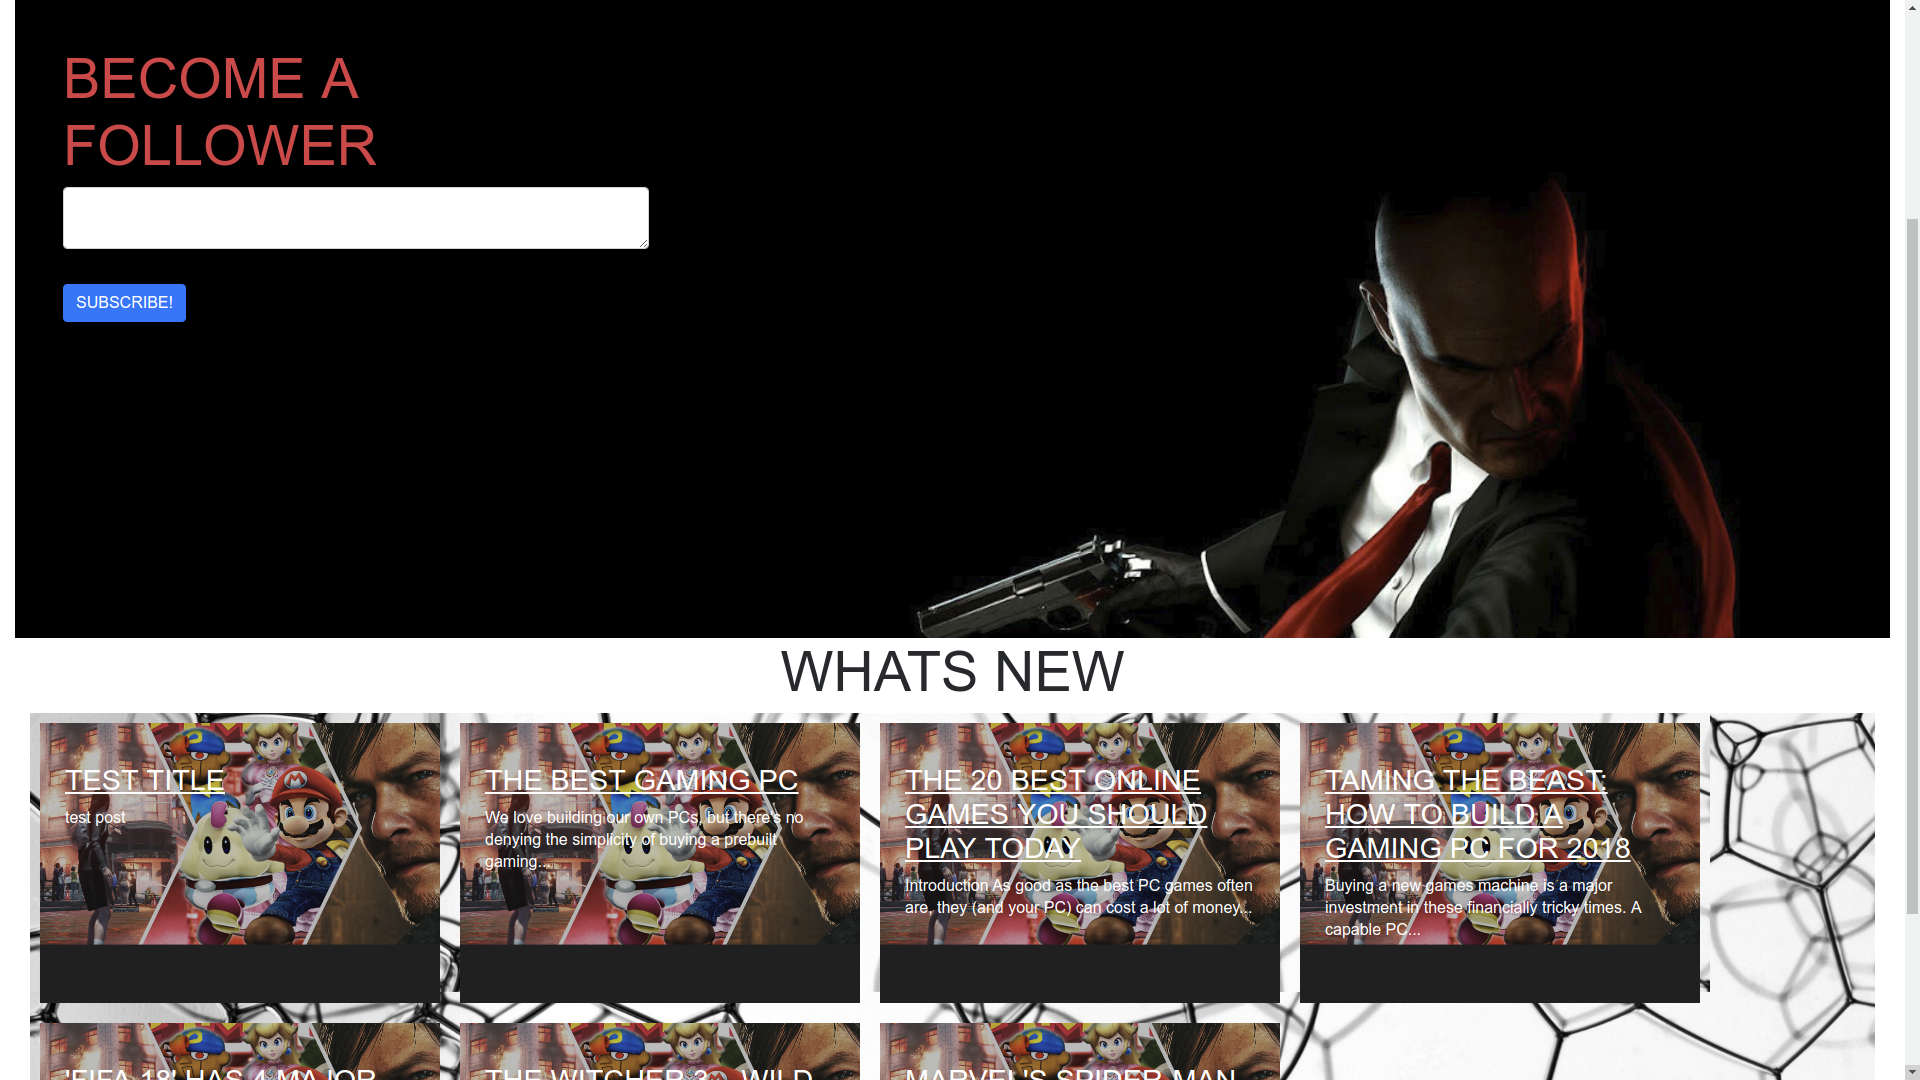 BECOME A
FOLLOWER
SUBSCRIBE!
WHATS NEW
TEST TITLE
test post
THE BEST GAMING PC
We love building our own PCs, but there's no
denying the simplicity of buying a prebuilt
gaming...
THE 20 BEST ONLINE
GAMES YOU SHOULD
PLAY TODAY
Introduction As good as the best PC games often
are, they (and your PC) can cost a lot of money...
TAMING THE BEAST:
HOW TO BUILD A
GAMING PC FOR 2018
Buying a new games machine is a major
investment in these financially tricky times. A
capable PC...
'FIFA 18' HAS 4 MAJOR
THE WITCHER 3 - WILD
MARVEL'S SPIDER-MAN